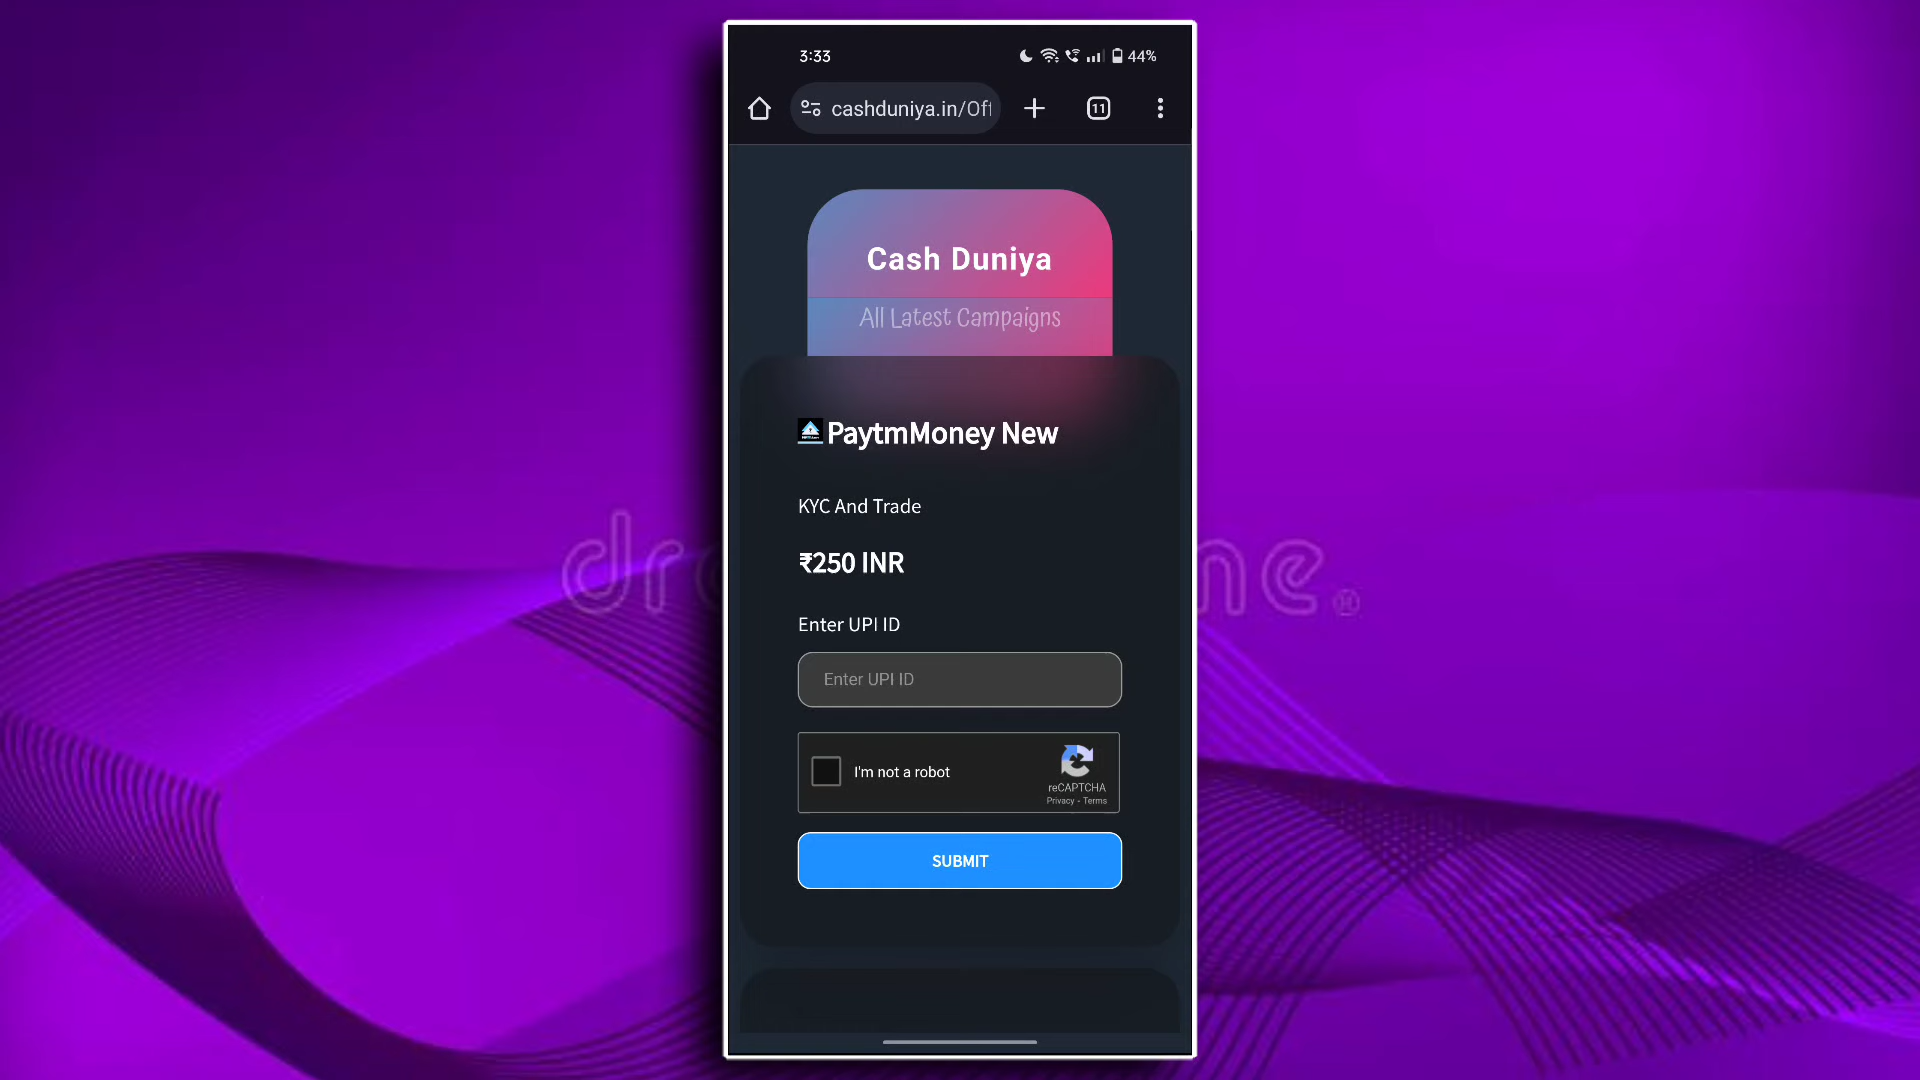 3:33
44%
cashduniya.in/Off
11
Cash Duniya
All Latest Campaigns
PaytmMoney New
KYC And Trade
₹250 INR
Enter UPI ID
Enter UPI ID
I'm not a robot
reCAPTCHA
Privacy - Terms
SUBMIT